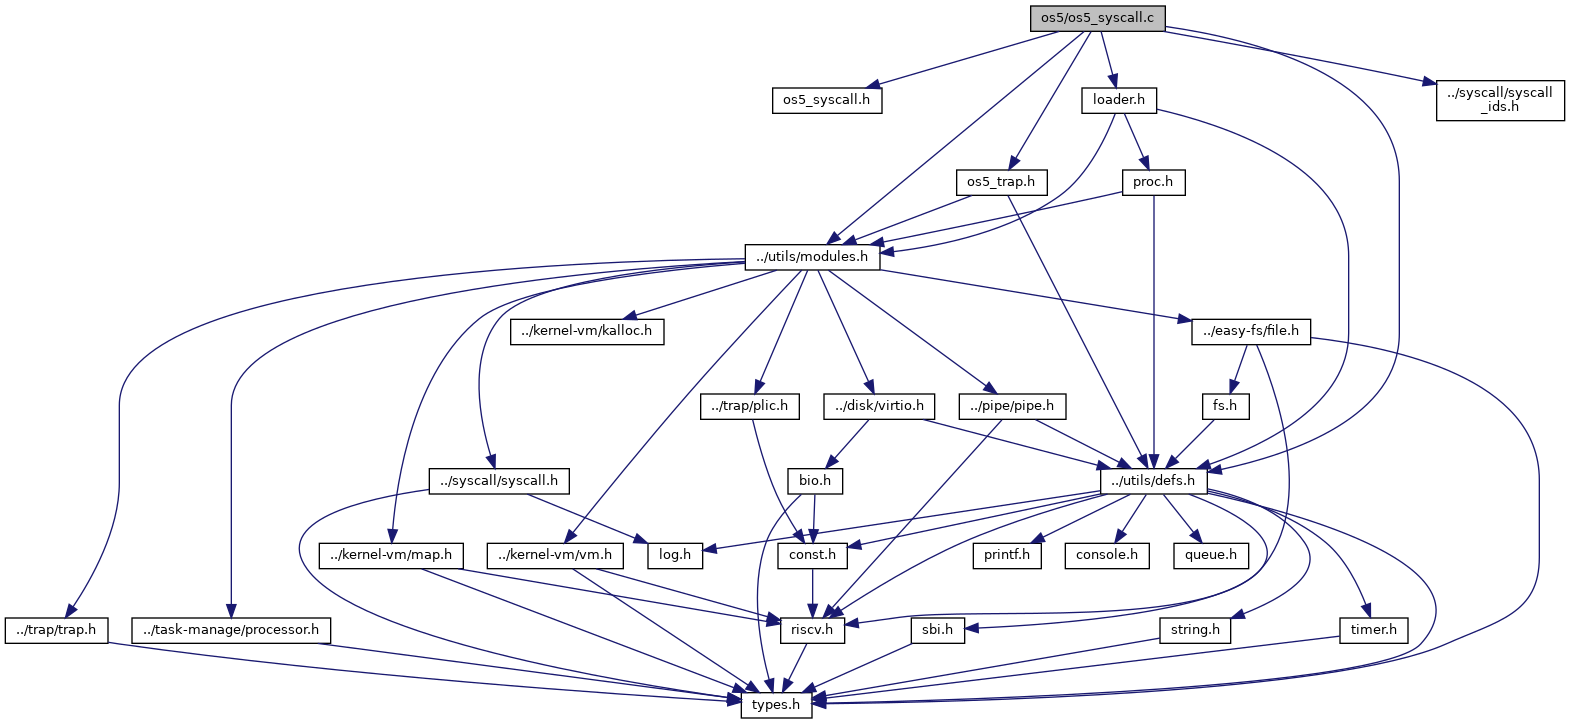 os5/os5_syscall.c
os5_syscall.h
loader.h
../syscall/syscall
_ids.h
os5_trap.h
proc.h
../utils/modules.h
../kernel-vm/kalloc.h
../easy-fs/file.h
../trap/plic.h
../disk/virtio.h
../pipe/pipe.h
fs.h
../syscall/syscall.h
bio.h
../utils/defs.h
../kernel-vm/map.h
../kernel-vm/vm.h
log.h
const.h
printf.h
console.h
queue.h
../trap/trap.h
../task-manage/processor.h
riscv.h
sbi.h
string.h
timer.h
types.h